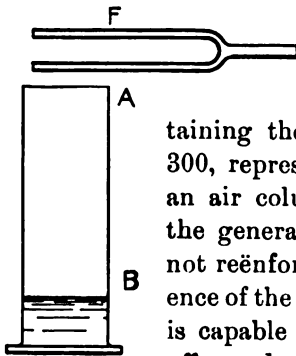 F
A
taining the
300, repres
an air colu
the genera
not reënfor
B
ence of the
is capable